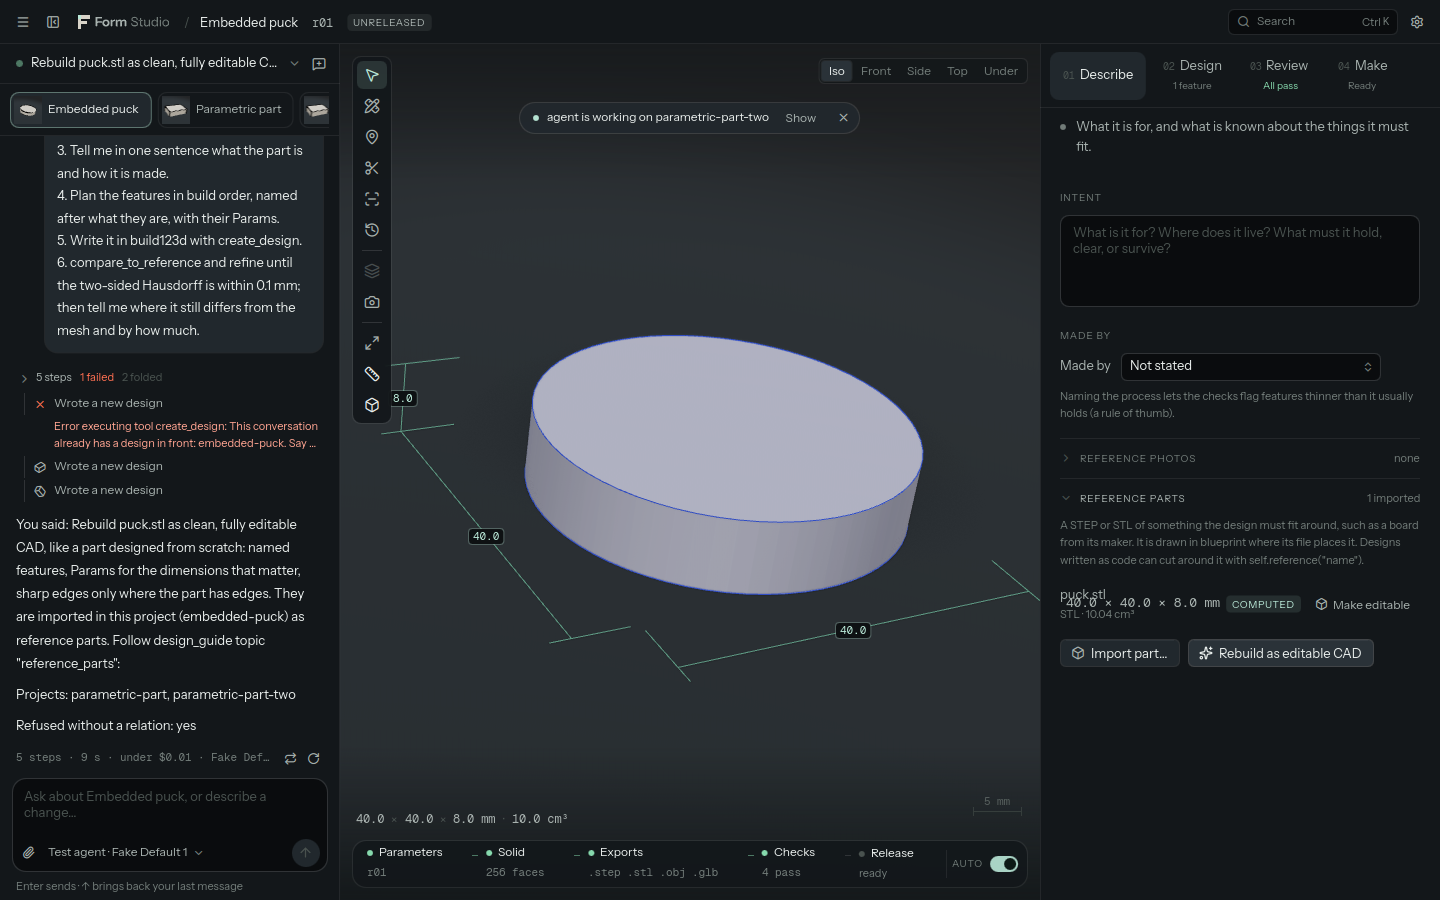 Form Studio / Embedded puck r01 UNRELEASED
Search Ctrl K
Rebuild puck.stl as clean, fully editable C...
Embedded puck
Parametric part
3. Tell me in one sentence what the part is
and how it is made.
4. Plan the features in build order, named
after what they are, with their Params.
5. Write it in build123d with create_design.
6. compare_to_reference and refine until
the two-sided Hausdorff is within 0.1 mm;
then tell me where it still differs from the
mesh and by how much.
5 steps 1 failed 2 folded
Wrote a new design
Error executing tool create_design: This conversation
already has a design in front: embedded-puck. Say ...
Wrote a new design
Wrote a new design
You said: Rebuild puck.stl as clean, fully editable
CAD, like a part designed from scratch: named
features, Params for the dimensions that matter,
sharp edges only where the part has edges. They
are imported in this project (embedded-puck) as
reference parts. Follow design_guide topic
"reference_parts":
Projects: parametric-part, parametric-part-two
Refused without a relation: yes
5 steps · 9 s · under $0.01 · Fake Def...
Ask about Embedded puck, or describe a
change...
Test agent · Fake Default 1
Enter sends · ↑ brings back your last message
Iso Front Side Top Under
agent is working on parametric-part-two Show
8.0
40.0
40.0
5 mm
40.0 × 40.0 × 8.0 mm · 10.0 cm³
Parameters
r01
Solid
256 faces
Exports
.step .stl .obj .glb
Checks
4 pass
Release
ready
AUTO
01 Describe
02 Design
1 feature
03 Review
All pass
04 Make
Ready
What it is for, and what is known about the things it must
fit.
INTENT
What is it for? Where does it live? What must it hold,
clear, or survive?
MADE BY
Made by Not stated
Naming the process lets the checks flag features thinner than it usually
holds (a rule of thumb).
REFERENCE PHOTOS none
REFERENCE PARTS 1 imported
A STEP or STL of something the design must fit around, such as a board
from its maker. It is drawn in blueprint where its file places it. Designs
written as code can cut around it with self.reference("name").
puck.stl
40.0 × 40.0 × 8.0 mm COMPUTED Make editable
STL · 10.04 cm³
Import part... Rebuild as editable CAD